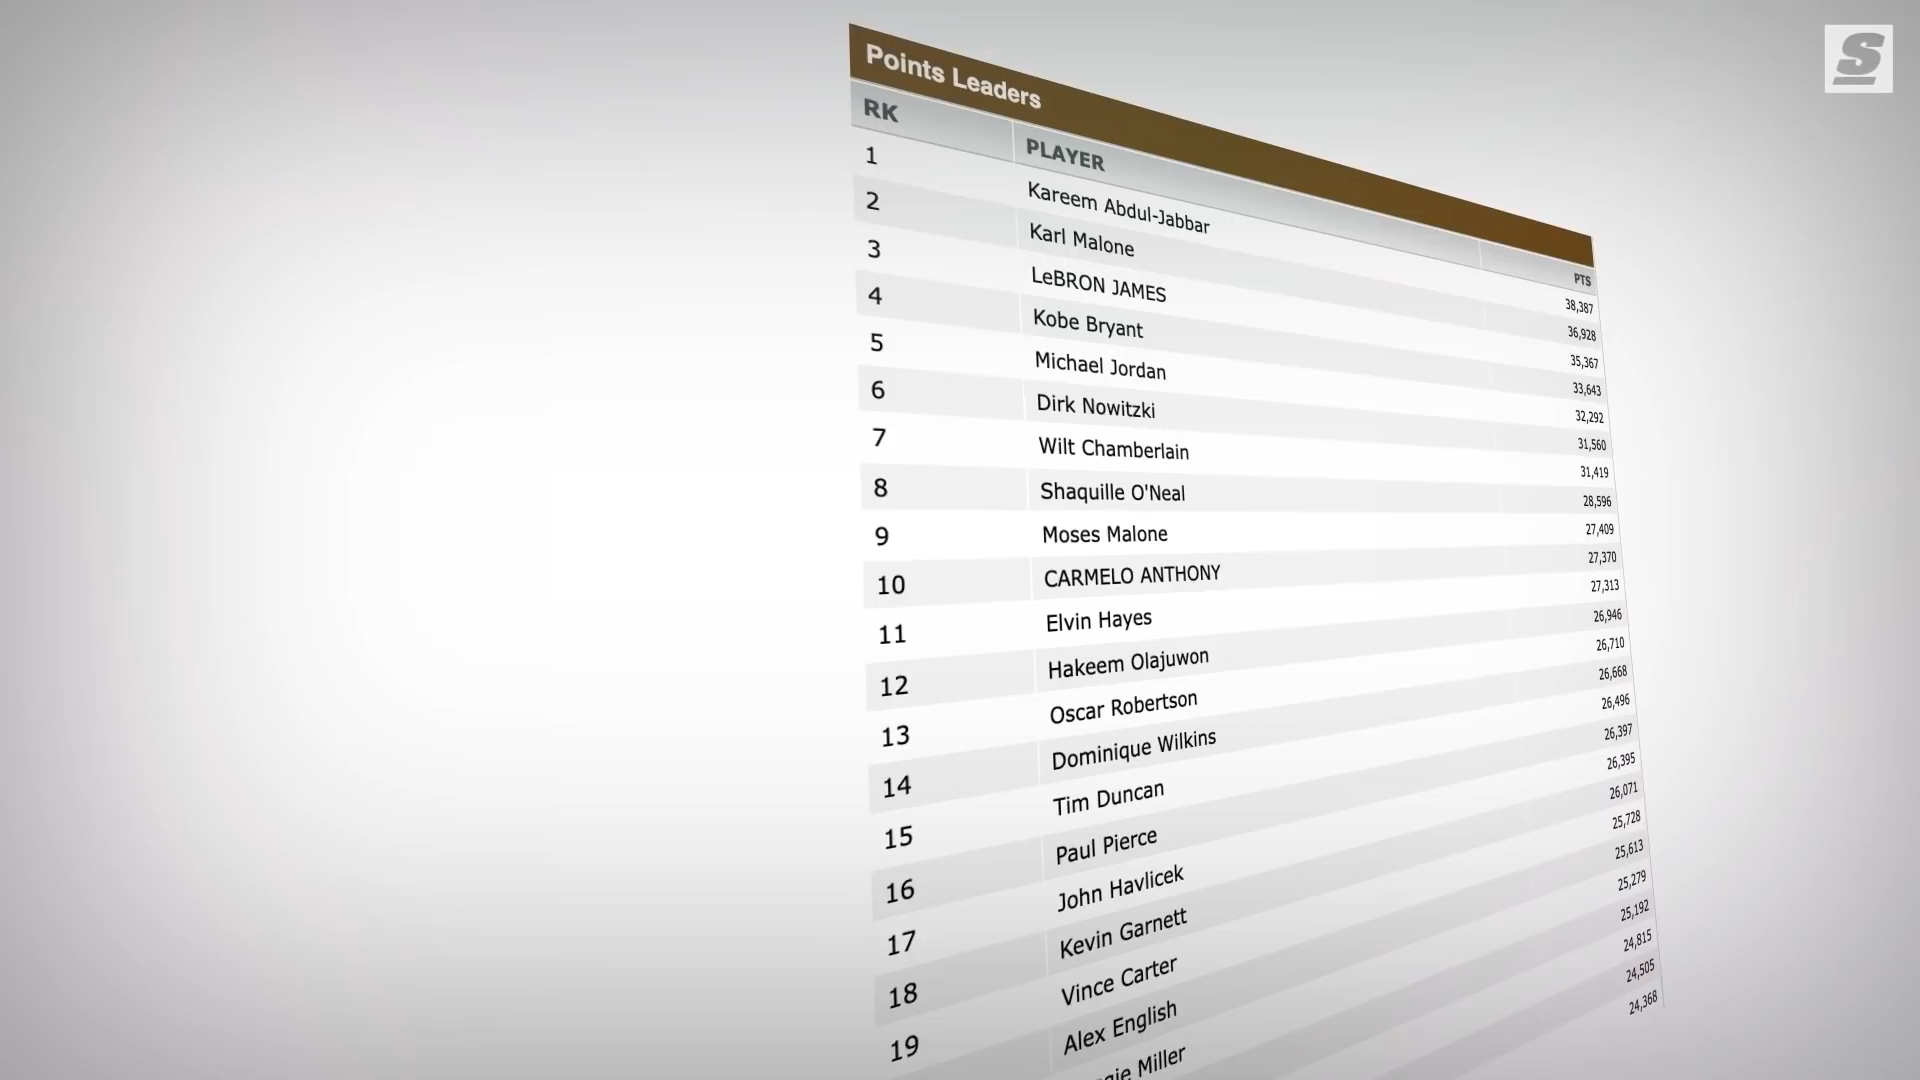 Points Leaders
RK PLAYER PTS
1 Kareem Abdul-Jabbar 38,387
2 Karl Malone 36,928
3 LeBRON JAMES 35,367
4 Kobe Bryant 33,643
5 Michael Jordan 32,292
6 Dirk Nowitzki 31,560
7 Wilt Chamberlain 31,419
8 Shaquille O'Neal 28,596
9 Moses Malone 27,409
10 CARMELO ANTHONY 27,370
11 Elvin Hayes 27,313
12 Hakeem Olajuwon 26,946
13 Oscar Robertson 26,710
14 Dominique Wilkins 26,668
15 Tim Duncan 26,496
16 Paul Pierce 26,397
17 John Havlicek 26,395
18 Kevin Garnett 26,071
19 Vince Carter 25,728
Alex English 25,613
Miller 25,279
25,192
24,815
24,505
24,368
S